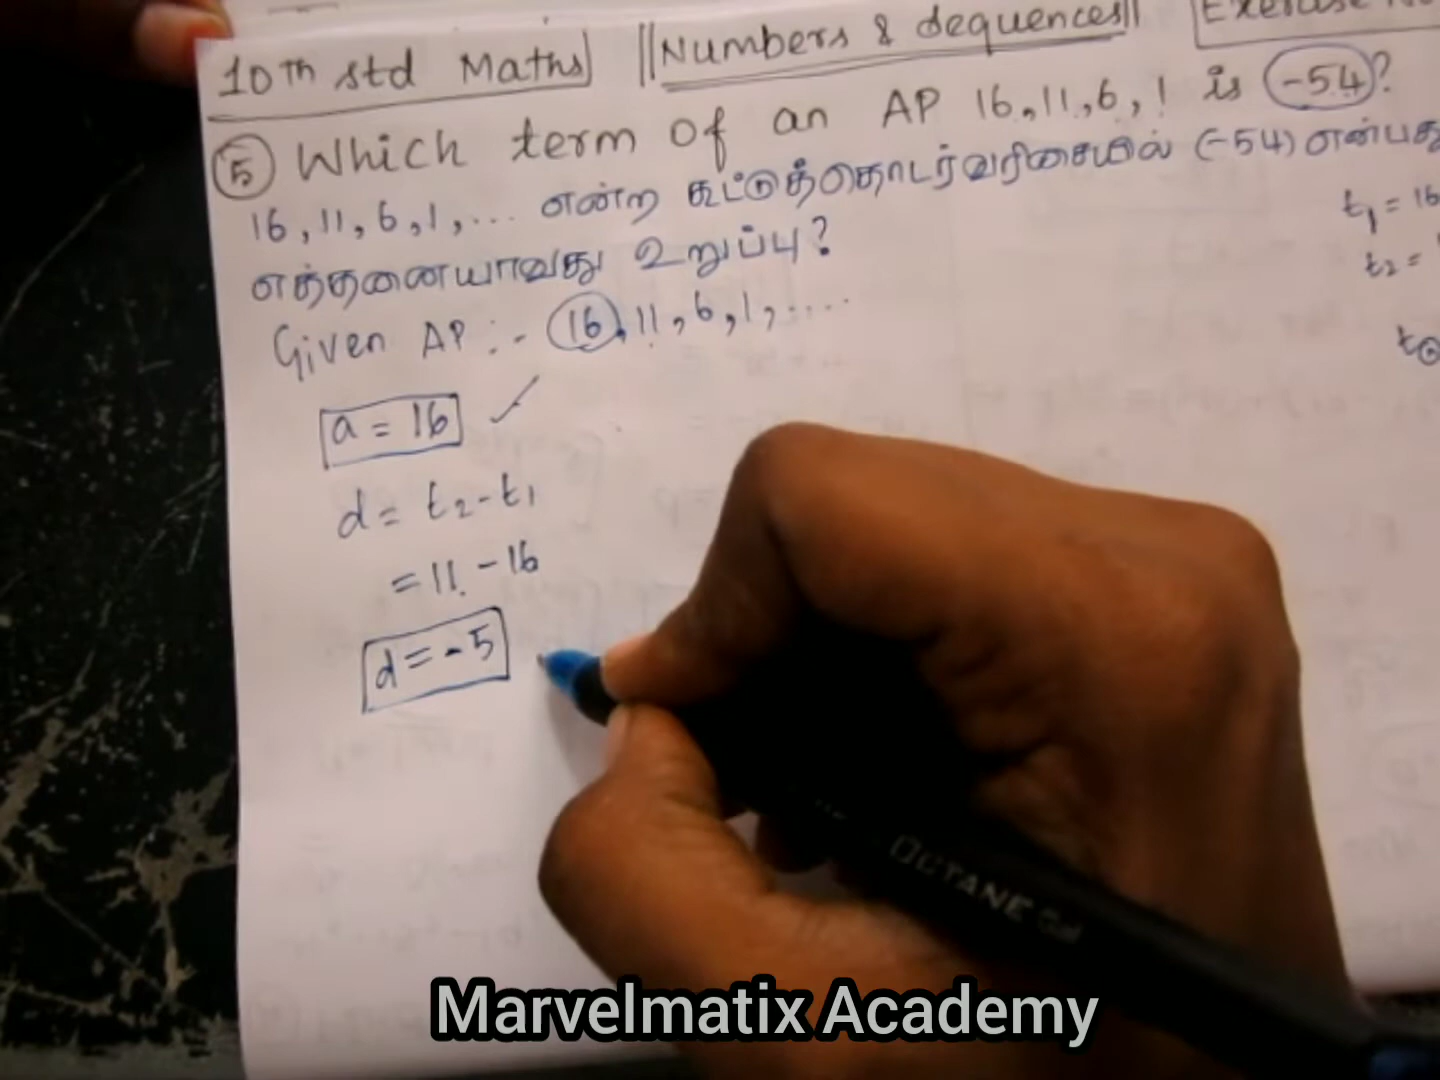 10Th std Maths || Numbers & Sequences ||
5 Which term of an AP 16, 11, 6, 1 is -54?
16, 11, 6, 1, ... என்ற கூட்டுத்தொடர்வரிசையில் (-54) என்பது
எத்தனையாவது உறுப்பு?
Given AP :- 16, 11, 6, 1, ....
a = 16 ✓
d = t2 - t1
= 11 - 16
d = -5
t1 = 16
t2 =
OCTANE Gel
Marvelmatix Academy